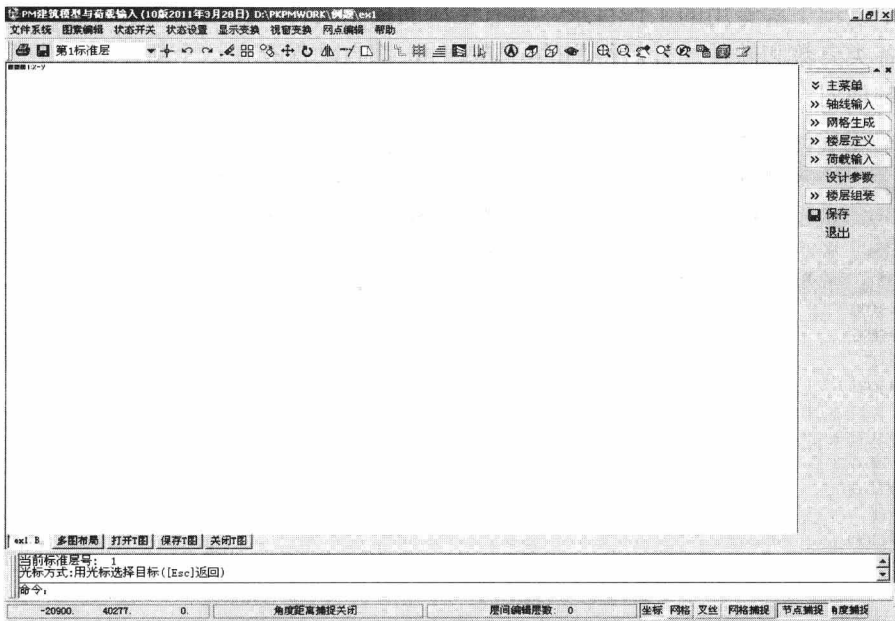 PM建筑模型与荷载输入(10版2011年3月28日) D:\PKPMWORK\例题\ex1
文件系统 图素编辑 状态开关 状态设置 显示变换 视窗变换 网点编辑 帮助
第1标准层
主菜单
轴线输入
网格生成
楼层定义
荷载输入
设计参数
楼层组装
保存
退出
ex1.B 多图布局 打开T图 保存T图 关闭T图
当前标准层号: 1
光标方式:用光标选择目标([Esc]返回)
命令:
-20900. 40277. 0. 角度距离捕捉关闭 层间编辑层数: 0 坐标 网格 叉丝 网格捕捉 节点捕捉 角度捕捉